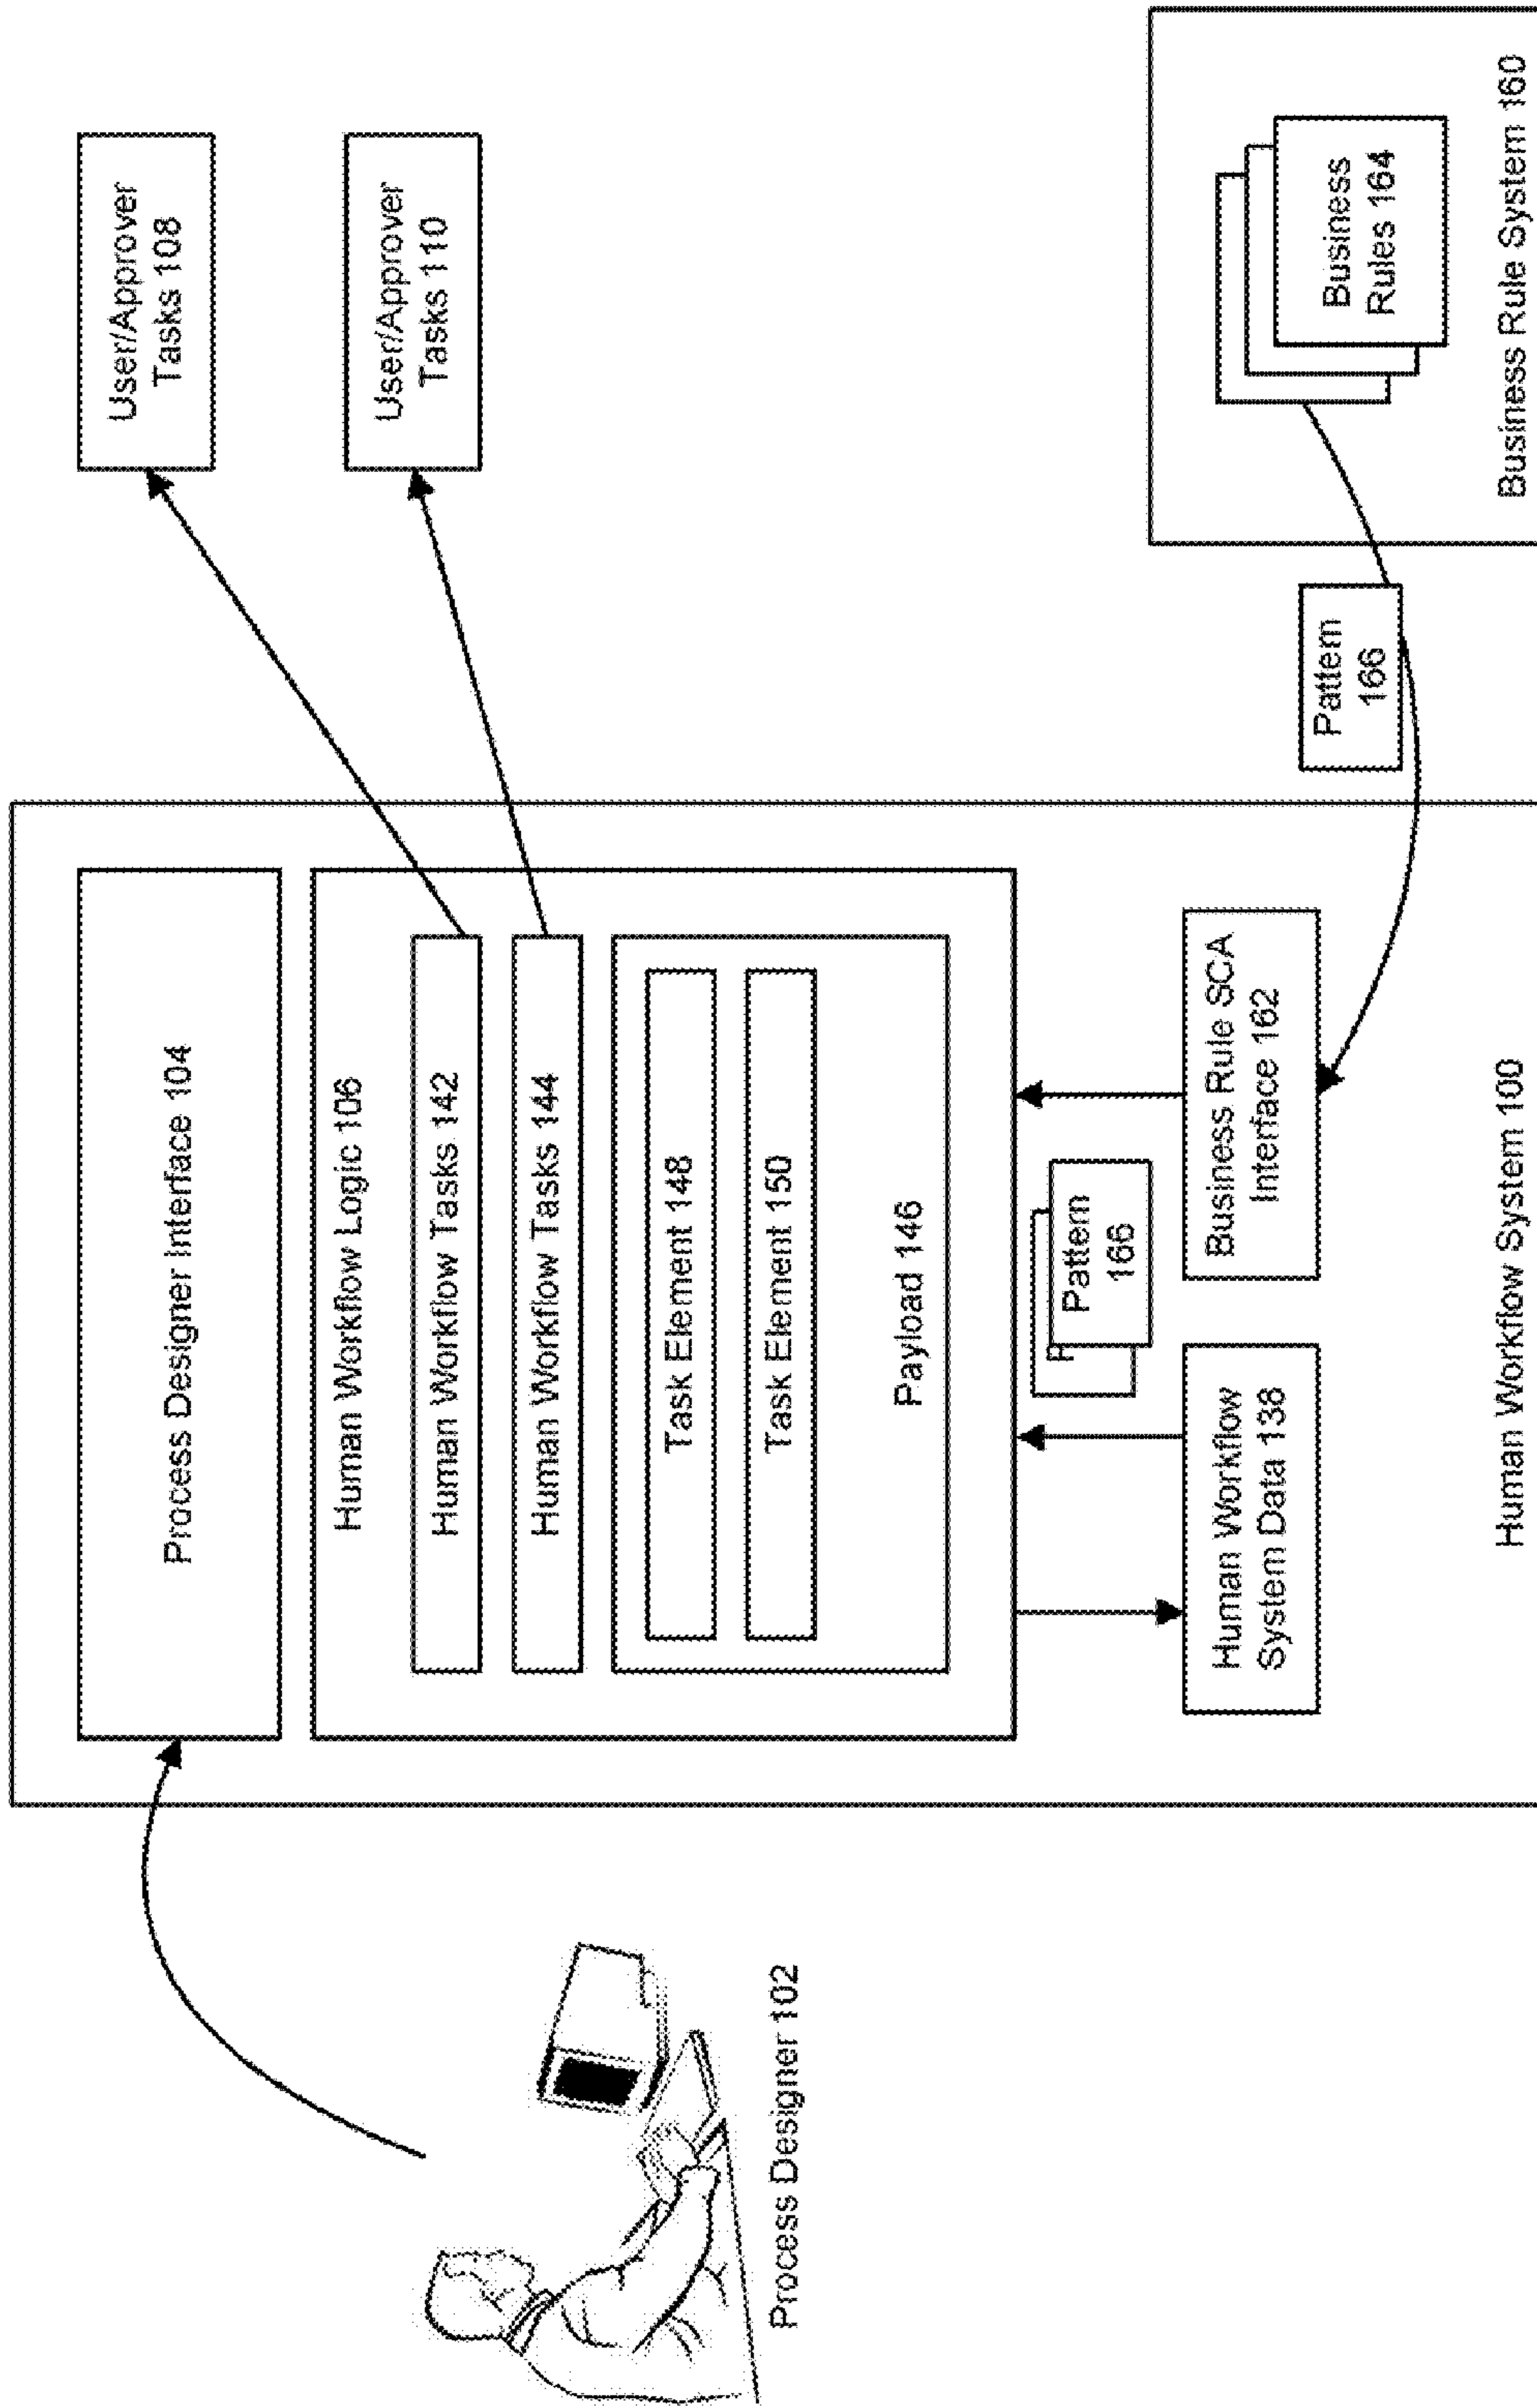 Process Designer 102
Process Designer Interface 104
Human Workflow Logic 106
Human Workflow Tasks 142
Human Workflow Tasks 144
Task Element 148
Task Element 150
Payload 146
P
Pattern
166
Human Workflow
System Data 138
Business Rule SCA
Interface 162
Human Workflow System 100
User/Approver
Tasks 108
User/Approver
Tasks 110
Pattern
166
Business
Rules 164
Business Rule System 160